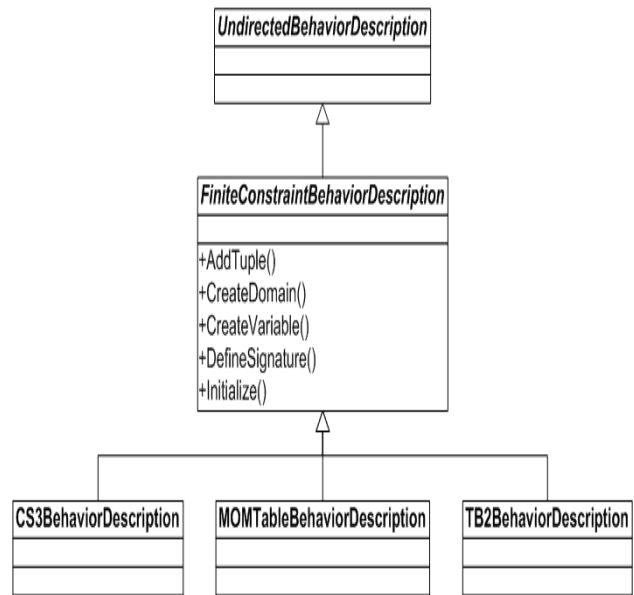 UndirectedBehaviorDescription
FiniteConstraintBehaviorDescription
+AddTuple()
+CreateDomain()
+CreateVariable()
+DefineSignature()
+Initialize()
CS3BehaviorDescription
MOMTableBehaviorDescription
TB2BehaviorDescription